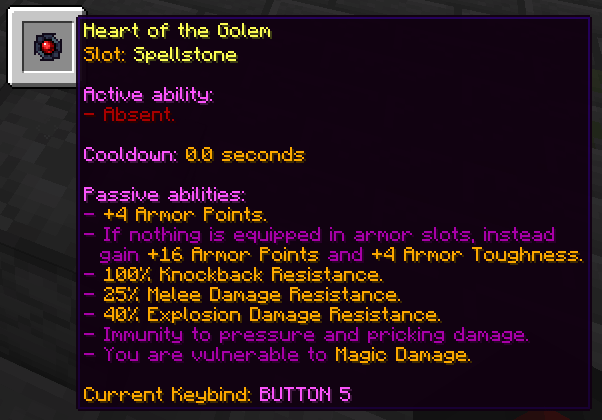 Heart of the Golem
Slot: Spellstone
Active ability:
- Absent.
Cooldown: 0.0 seconds
Passive abilities:
- +4 Armor Points.
- If nothing is equipped in armor slots, instead
gain +16 Armor Points and +4 Armor Toughness.
- 100% Knockback Resistance.
- 25% Melee Damage Resistance.
- 40% Explosion Damage Resistance.
- Immunity to pressure and pricking damage.
- You are vulnerable to Magic Damage.
Current Keybind: BUTTON 5